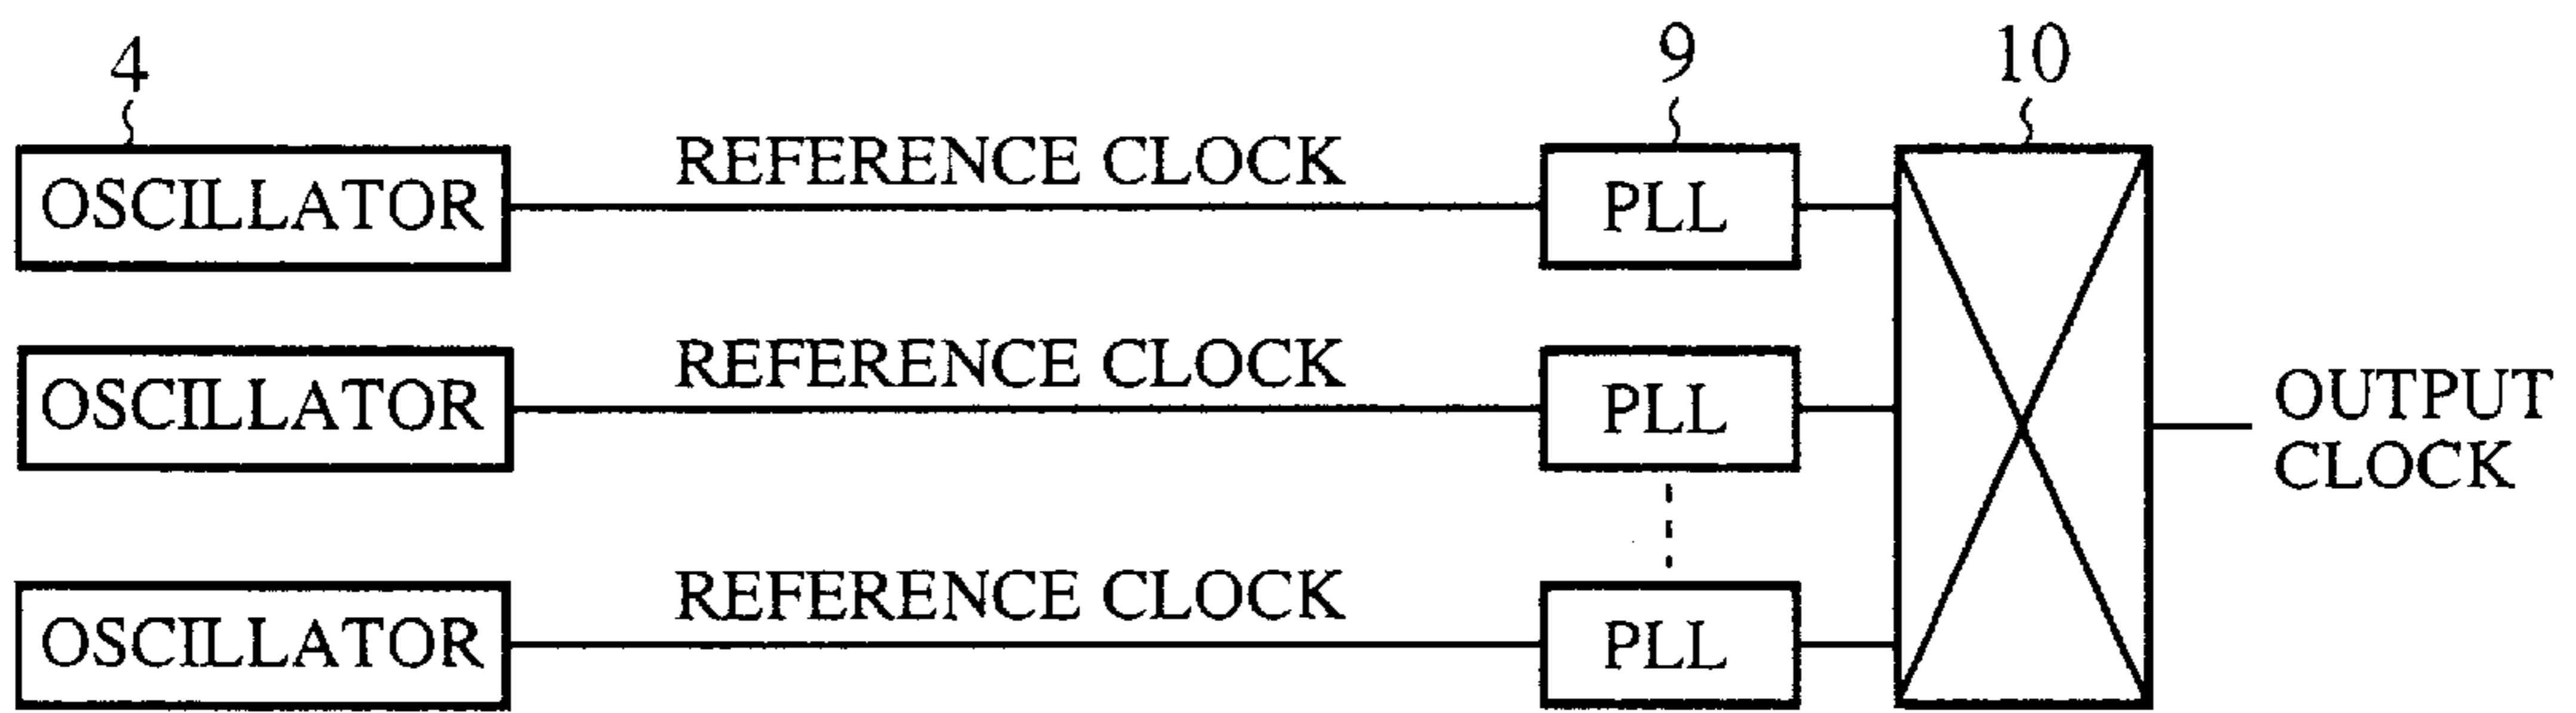 4
9
10
OSCILLATOR
REFERENCE CLOCK
PLL
OSCILLATOR
REFERENCE CLOCK
PLL
OUTPUT
CLOCK
OSCILLATOR
REFERENCE CLOCK
PLL